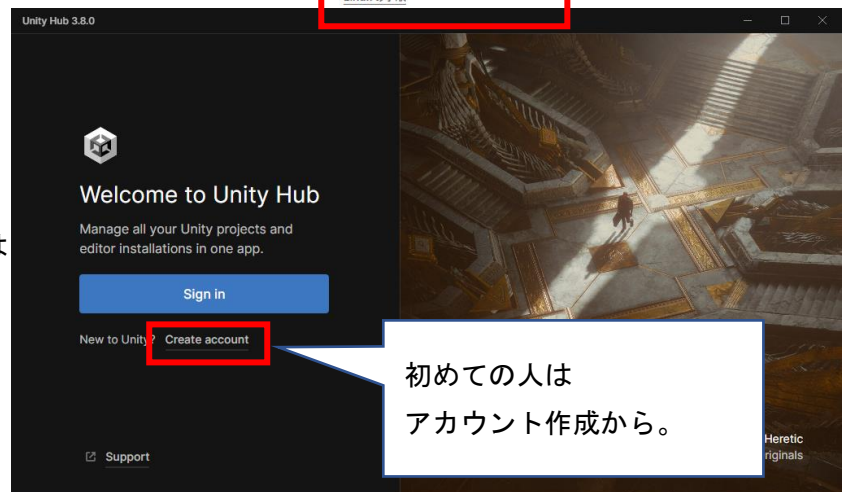 Unity Hub 3.8.0
Welcome to Unity Hub
Manage all your Unity projects and
editor installations in one app.
Sign in
New to Unity? Create account
初めての人は
アカウント作成から。
Support
Heretic
riginals